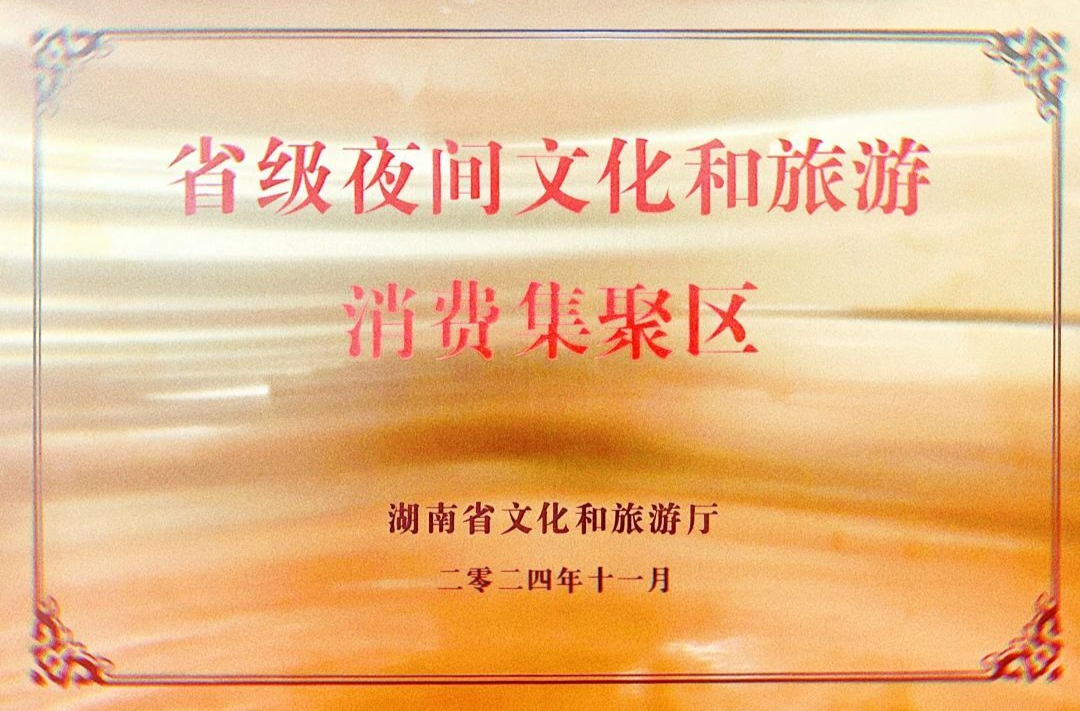 省级夜间文化和旅游
消费集聚区
湖南省文化和旅游厅
二零二四年十一月